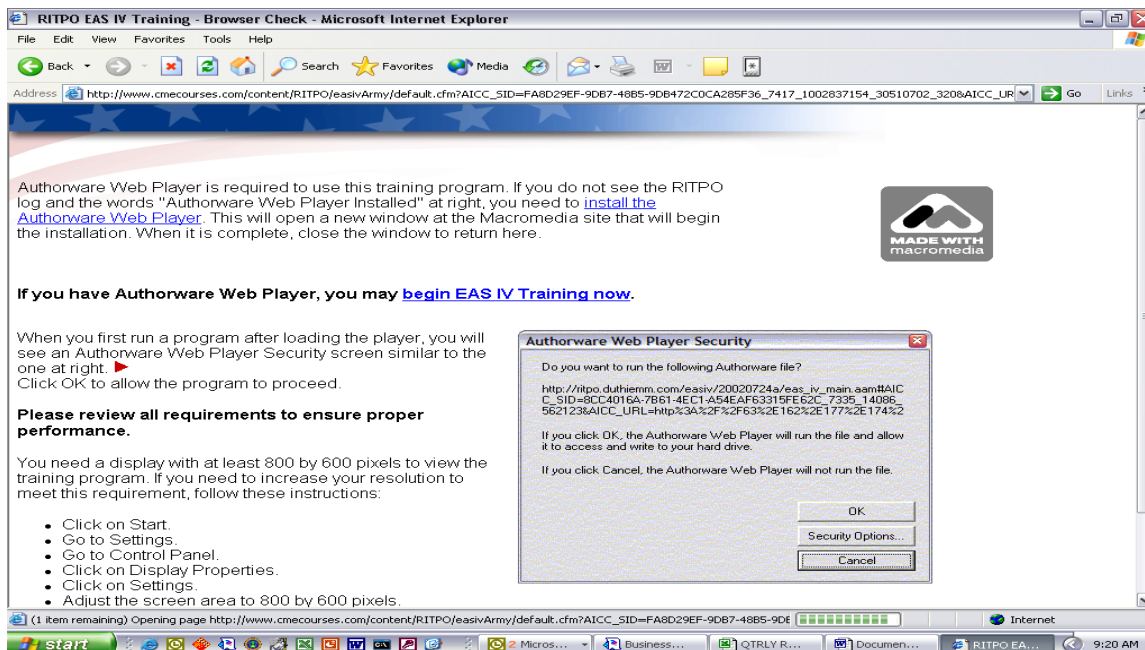 RITPO EAS IV Training - Browser Check - Microsoft Internet Explorer
File Edit View Favorites Tools Help
Back Search Favorites Media
Address http://www.cmecourses.com/content/RITPO/easivArmy/default.cfm?AICC_SID=FA8D29EF-9DB7-48B5-9DB472C0CA285F36_7417_1002837154_30510702_320&AICC_UR Go Links
Authorware Web Player is required to use this training program. If you do not see the RITPO
log and the words "Authorware Web Player Installed" at right, you need to install the
Authorware Web Player. This will open a new window at the Macromedia site that will begin
the installation. When it is complete, close the window to return here.
MADE WITH
macromedia
If you have Authorware Web Player, you may begin EAS IV Training now.
When you first run a program after loading the player, you will
see an Authorware Web Player Security screen similar to the
one at right.
Click OK to allow the program to proceed.
Please review all requirements to ensure proper
performance.
You need a display with at least 800 by 600 pixels to view the
training program. If you need to increase your resolution to
meet this requirement, follow these instructions:
• Click on Start.
• Go to Settings.
• Go to Control Panel.
• Click on Display Properties.
• Click on Settings.
• Adjust the screen area to 800 by 600 pixels.
Authorware Web Player Security
Do you want to run the following Authorware file?
http://ritpo.duthiemm.com/easiv/20020724a/eas_iv_main.aam#AIC
C_SID=8CC4016A-7B61-4EC1-A54EAF63315FE62C_7335_14086_
562123&AICC_URL=http%3A%2F%2F63%2E162%2E177%2E174%2
If you click OK, the Authorware Web Player will run the file and allow
it to access and write to your hard drive.
If you click Cancel, the Authorware Web Player will not run the file.
OK
Security Options...
Cancel
(1 item remaining) Opening page http://www.cmecourses.com/content/RITPO/easivArmy/default.cfm?AICC_SID=FA8D29EF-9DB7-48B5-9DE Internet
start 2 Micros... Business... QTRLY R... Documen... RITPO EA... 9:20 AM